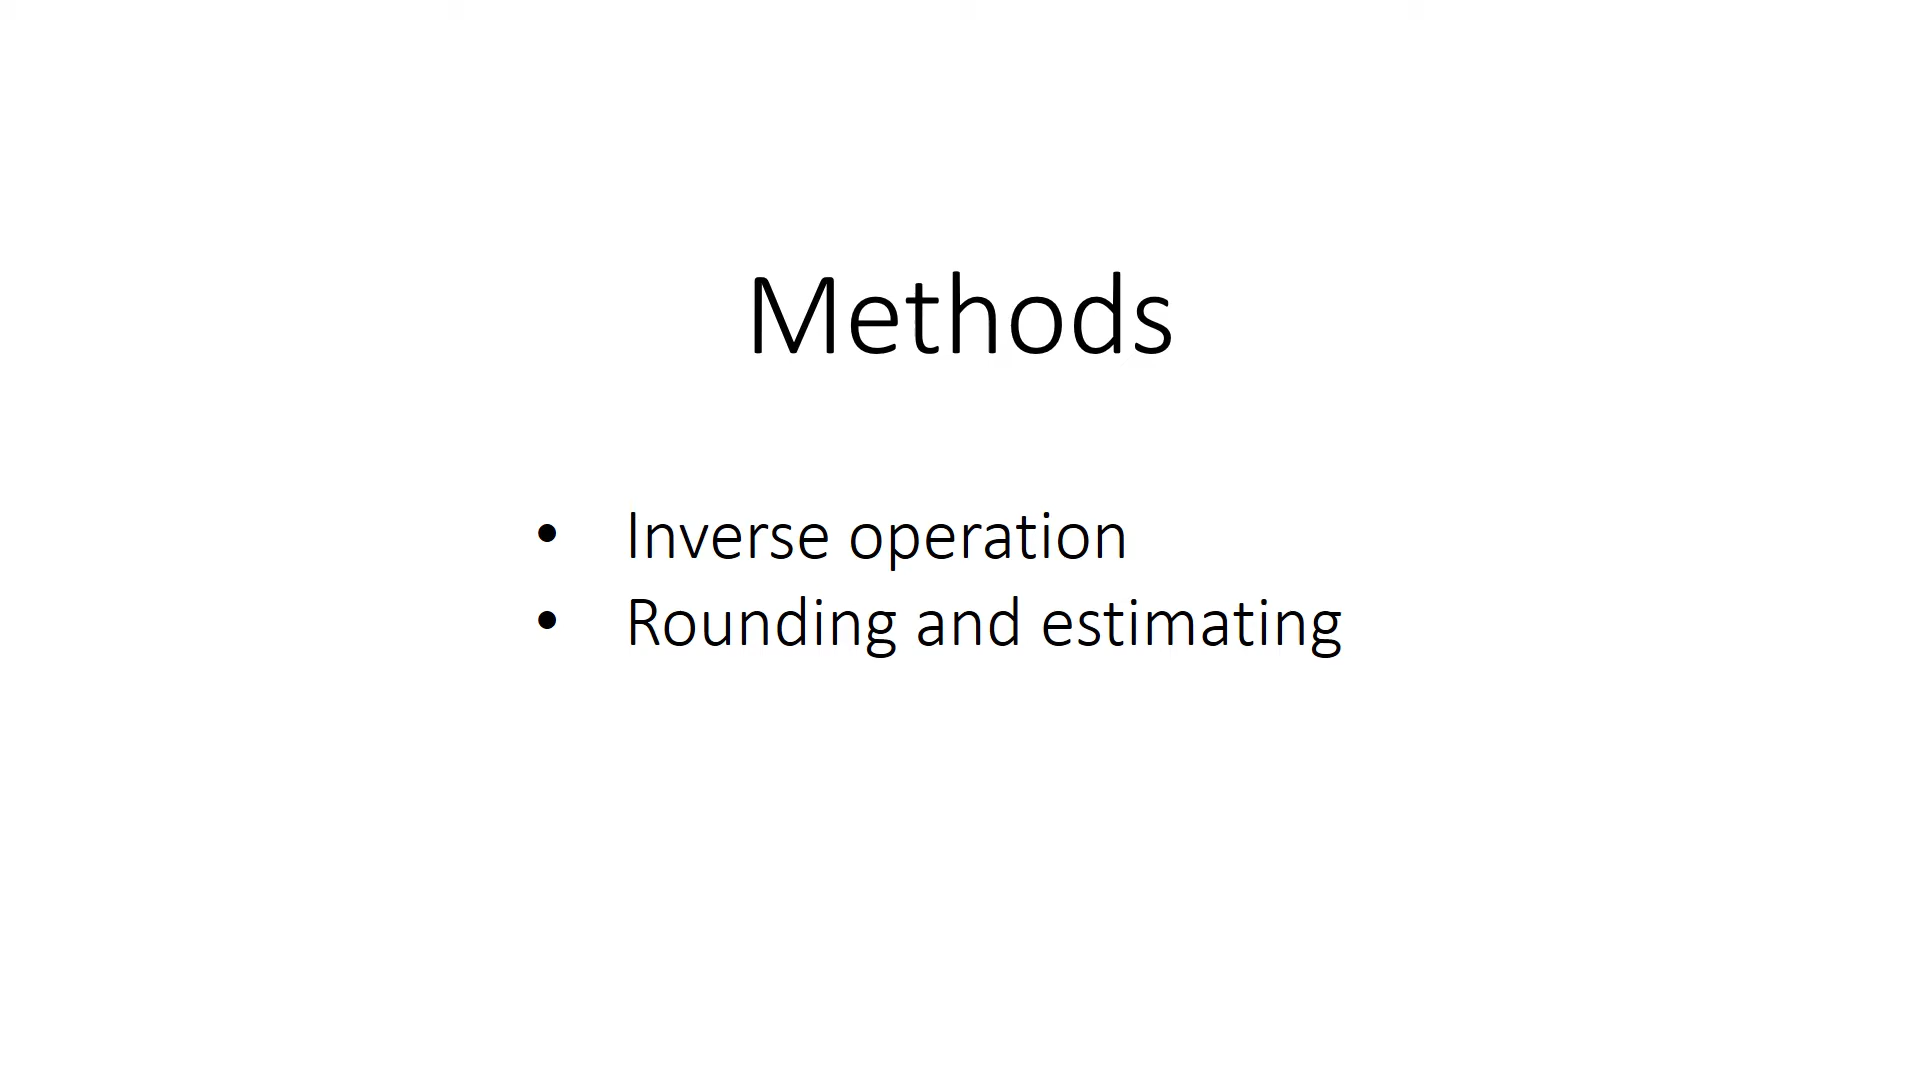 Methods
• Inverse operation
• Rounding and estimating